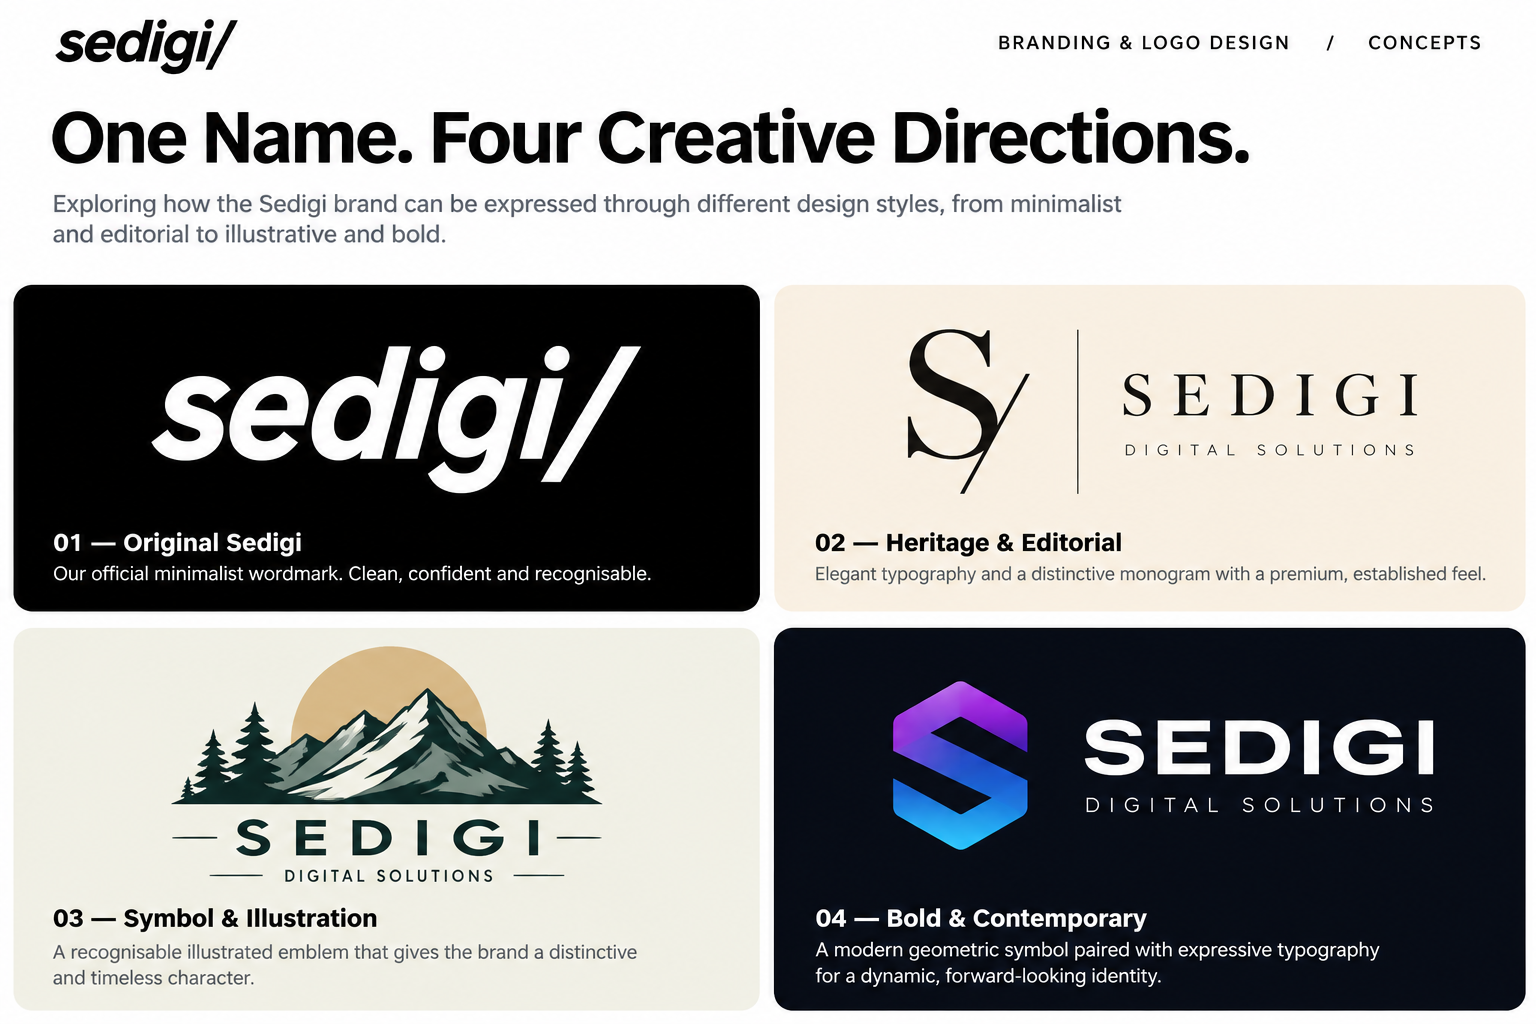 sedigi/
BRANDING & LOGO DESIGN / CONCEPTS
One Name. Four Creative Directions.
Exploring how the Sedigi brand can be expressed through different design styles, from minimalist
and editorial to illustrative and bold.
sedigi/
01 — Original Sedigi
Our official minimalist wordmark. Clean, confident and recognisable.
S/
SEDIGI
DIGITAL SOLUTIONS
02 — Heritage & Editorial
Elegant typography and a distinctive monogram with a premium, established feel.
SEDIGI
DIGITAL SOLUTIONS
03 — Symbol & Illustration
A recognisable illustrated emblem that gives the brand a distinctive
and timeless character.
SEDIGI
DIGITAL SOLUTIONS
04 — Bold & Contemporary
A modern geometric symbol paired with expressive typography
for a dynamic, forward-looking identity.